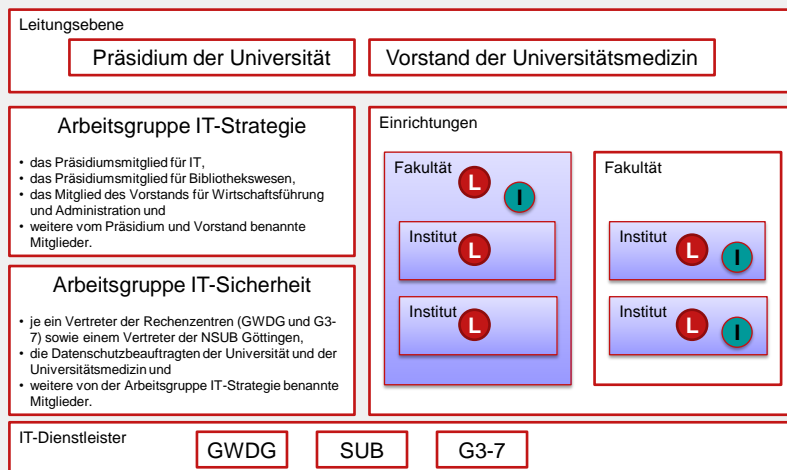 Leitungsebene
Präsidium der Universität
Vorstand der Universitätsmedizin
Arbeitsgruppe IT-Strategie
• das Präsidiumsmitglied für IT,
• das Präsidiumsmitglied für Bibliothekswesen,
• das Mitglied des Vorstands für Wirtschaftsführung
und Administration und
• weitere vom Präsidium und Vorstand benannte
Mitglieder.
Arbeitsgruppe IT-Sicherheit
• je ein Vertreter der Rechenzentren (GWDG und G3-
7) sowie einem Vertreter der NSUB Göttingen,
• die Datenschutzbeauftragten der Universität und der
Universitätsmedizin und
• weitere von der Arbeitsgruppe IT-Strategie benannte
Mitglieder.
Einrichtungen
Fakultät
L
I
Institut
L
Institut
L
Fakultät
Institut
L
I
Institut
L
I
IT-Dienstleister
GWDG
SUB
G3-7